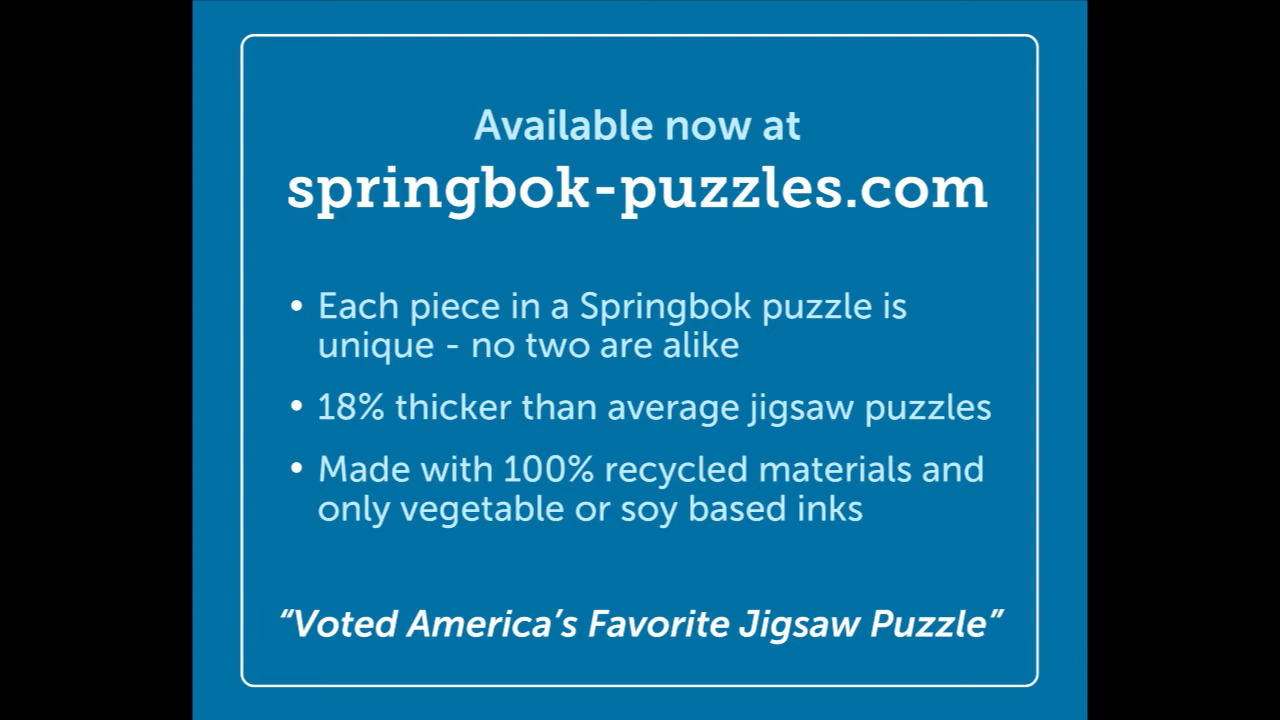 Available now at
springbok-puzzles.com
• Each piece in a Springbok puzzle is
unique - no two are alike
• 18% thicker than average jigsaw puzzles
• Made with 100% recycled materials and
only vegetable or soy based inks
“Voted America’s Favorite Jigsaw Puzzle”